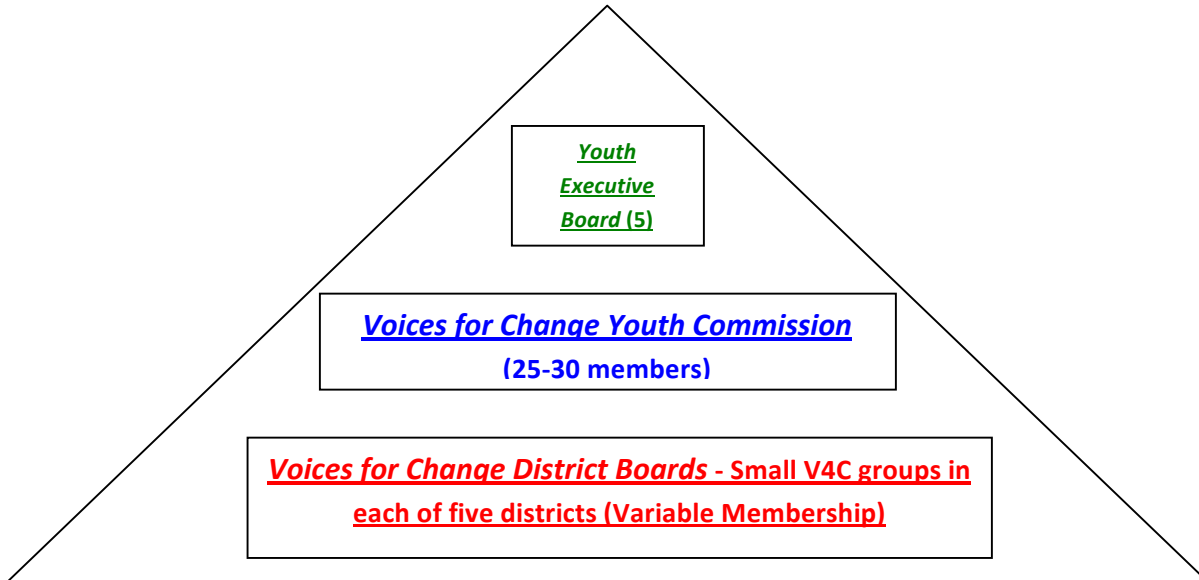 Youth
Executive
Board (5)
Voices for Change Youth Commission
(25-30 members)
Voices for Change District Boards - Small V4C groups in
each of five districts (Variable Membership)